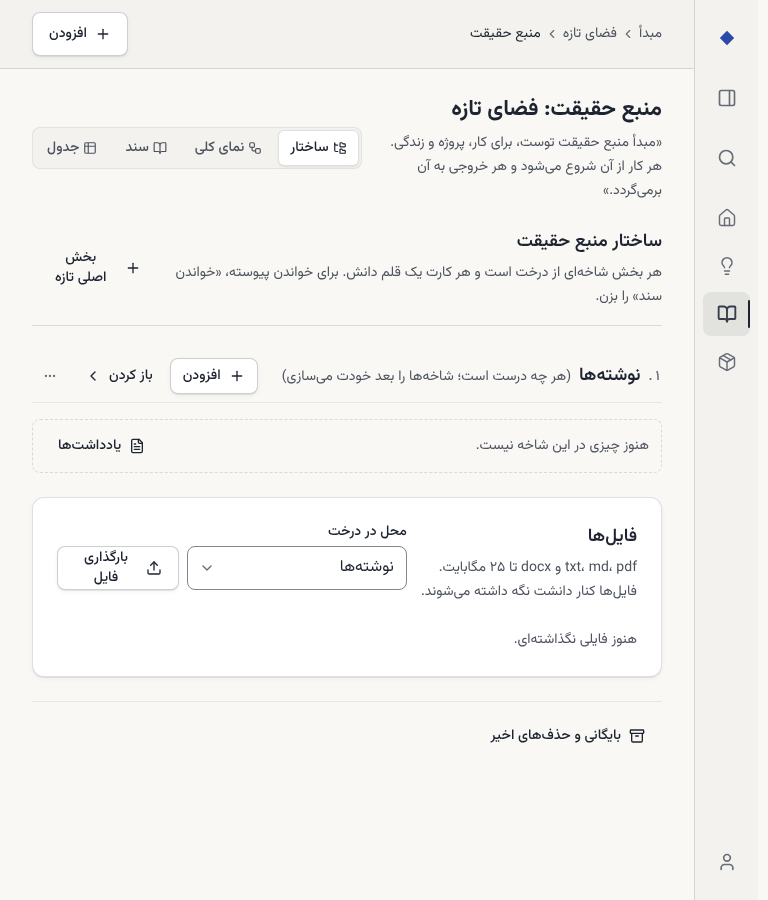 مبدأ › فضای تازه › منبع حقیقت
افزودن
منبع حقیقت: فضای تازه
«مبدأ منبع حقیقت توست، برای کار، پروژه و زندگی.
هر کار از آن شروع می‌شود و هر خروجی به آن
برمی‌گردد.»
ساختار
نمای کلی
سند
جدول
ساختار منبع حقیقت
هر بخش شاخه‌ای از درخت است و هر کارت یک قلم دانش. برای خواندن پیوسته، «خواندن
سند» را بزن.
بخش
اصلی تازه
۱. نوشته‌ها (هر چه درست است؛ شاخه‌ها را بعد خودت می‌سازی)
افزودن
باز کردن
هنوز چیزی در این شاخه نیست.
یادداشت‌ها
فایل‌ها
txt، md، pdf و docx تا ۲۵ مگابایت.
فایل‌ها کنار دانشت نگه داشته می‌شوند.
محل در درخت
نوشته‌ها
بارگذاری
فایل
هنوز فایلی نگذاشته‌ای.
بایگانی و حذف‌های اخیر